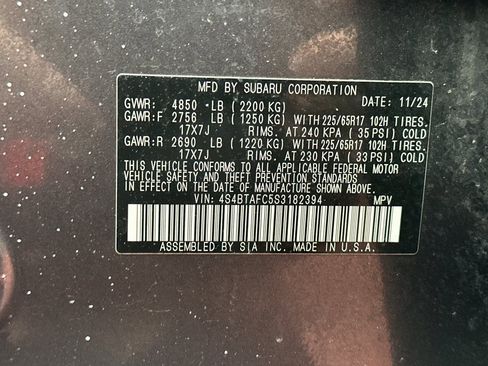 MFD BY SUBARU CORPORATION
GVWR: 4850 LB (2200 KG) DATE: 11/24
GAWR:F 2756 LB (1250 KG) WITH 225/65R17 102H TIRES.
17X7J RIMS. AT 240 KPA (35 PSI) COLD
GAWR:R 2690 LB (1220 KG) WITH 225/65R17 102H TIRES.
17X7J RIMS. AT 230 KPA (33 PSI) COLD
THIS VEHICLE CONFORMS TO ALL APPLICABLE FEDERAL MOTOR
VEHICLE SAFETY AND THEFT PREVENTION STANDARDS
IN EFFECT ON THE DATE OF MANUFACTURE SHOWN ABOVE.
VIN: 4S4BTAFC5S3182394 MPV
ASSEMBLED BY SIA INC. MADE IN U.S.A.